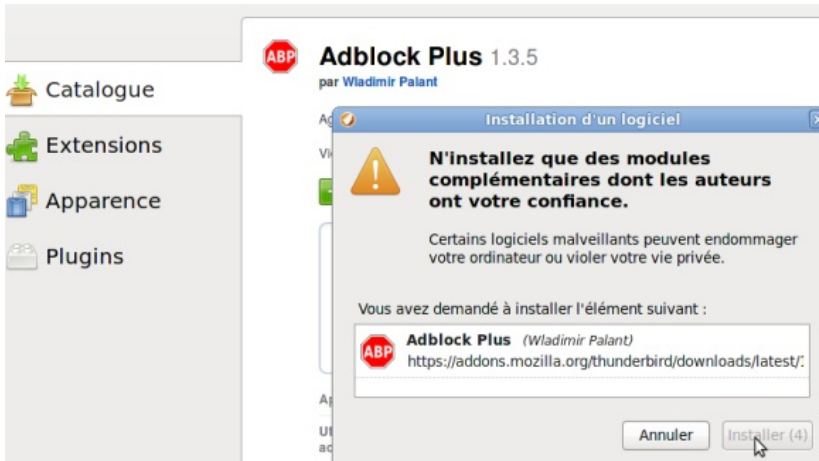 ABP
Adblock Plus 1.3.5
par Wladimir Palant
Catalogue
Extensions
Apparence
Plugins
Installation d'un logiciel
N'installez que des modules
complémentaires dont les auteurs
ont votre confiance.
Certains logiciels malveillants peuvent endommager
votre ordinateur ou violer votre vie privée.
Vous avez demandé à installer l'élément suivant :
ABP
Adblock Plus (Wladimir Palant)
https://addons.mozilla.org/thunderbird/downloads/latest/
Annuler
Installer (4)